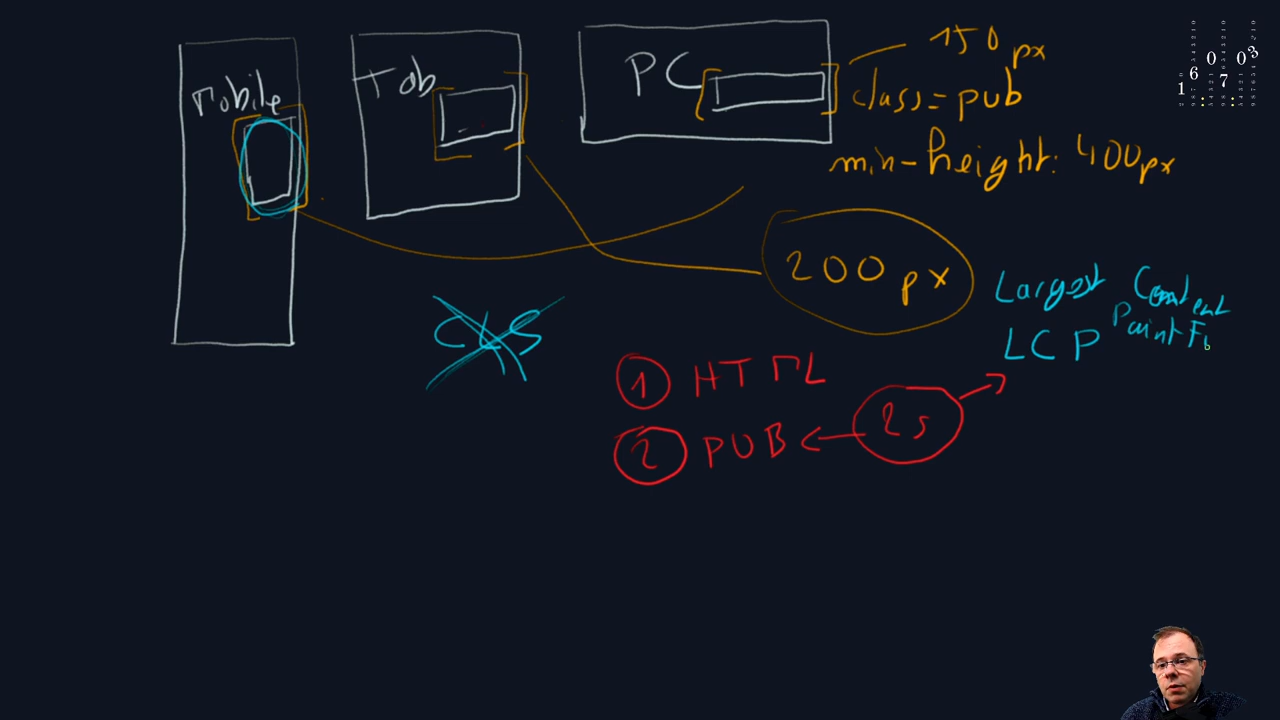 150 px
Mobile
Tab
PC
class=pub
min-height: 400px
200 px
CLS
Largest Content
Paint
LCP
1 HTML
2 PUB
2s